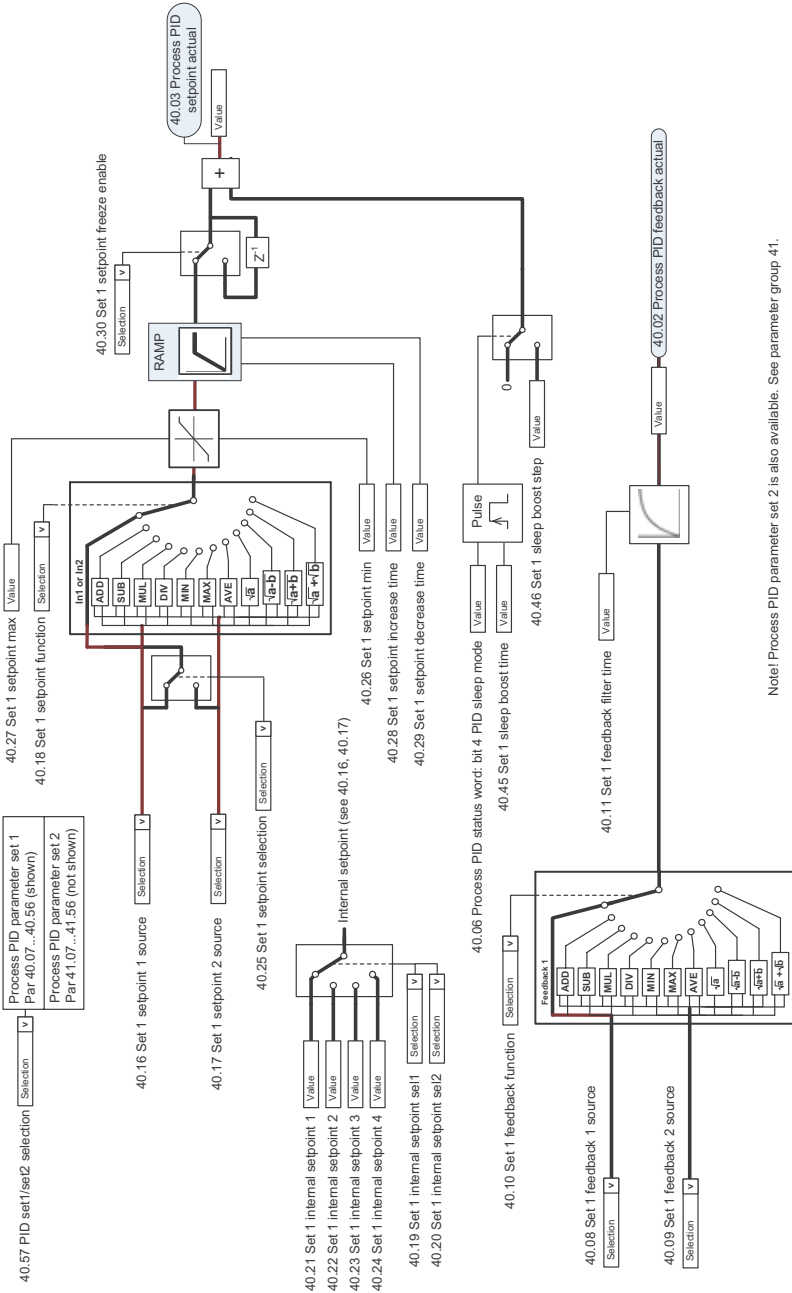 40.57 PID set1/set2 selection
Selection
v
Process PID parameter set 1
Par 40.07...40.56 (shown)
Process PID parameter set 2
Par 41.07...41.56 (not shown)
40.27 Set 1 setpoint max
Value
40.18 Set 1 setpoint function
Selection
v
40.30 Set 1 setpoint freeze enable
Selection
v
40.03 Process PID
setpoint actual
Value
In1 or In2
ADD
SUB
MUL
DIV
MIN
MAX
AVE
√a
√a-b
√a+b
√a +√b
RAMP
Z-1
+
40.16 Set 1 setpoint 1 source
Selection
v
40.17 Set 1 setpoint 2 source
Selection
v
40.25 Set 1 setpoint selection
Selection
v
40.26 Set 1 setpoint min
Value
40.28 Set 1 setpoint increase time
Value
40.29 Set 1 setpoint decrease time
Value
40.21 Set 1 internal setpoint 1
Value
40.22 Set 1 internal setpoint 2
Value
40.23 Set 1 internal setpoint 3
Value
40.24 Set 1 internal setpoint 4
Value
Internal setpoint (see 40.16, 40.17)
40.19 Set 1 internal setpoint sel1
Selection
v
40.20 Set 1 internal setpoint sel2
Selection
v
40.06 Process PID status word: bit 4 PID sleep mode
Value
40.45 Set 1 sleep boost time
Value
Pulse
0
40.46 Set 1 sleep boost step
Value
40.10 Set 1 feedback function
Selection
v
40.11 Set 1 feedback filter time
Value
Feedback 1
ADD
SUB
MUL
DIV
MIN
MAX
AVE
√a
√a-b
√a+b
√a +√b
40.08 Set 1 feedback 1 source
Selection
v
40.09 Set 1 feedback 2 source
Selection
v
Value
40.02 Process PID feedback actual
Note! Process PID parameter set 2 is also available. See parameter group 41.